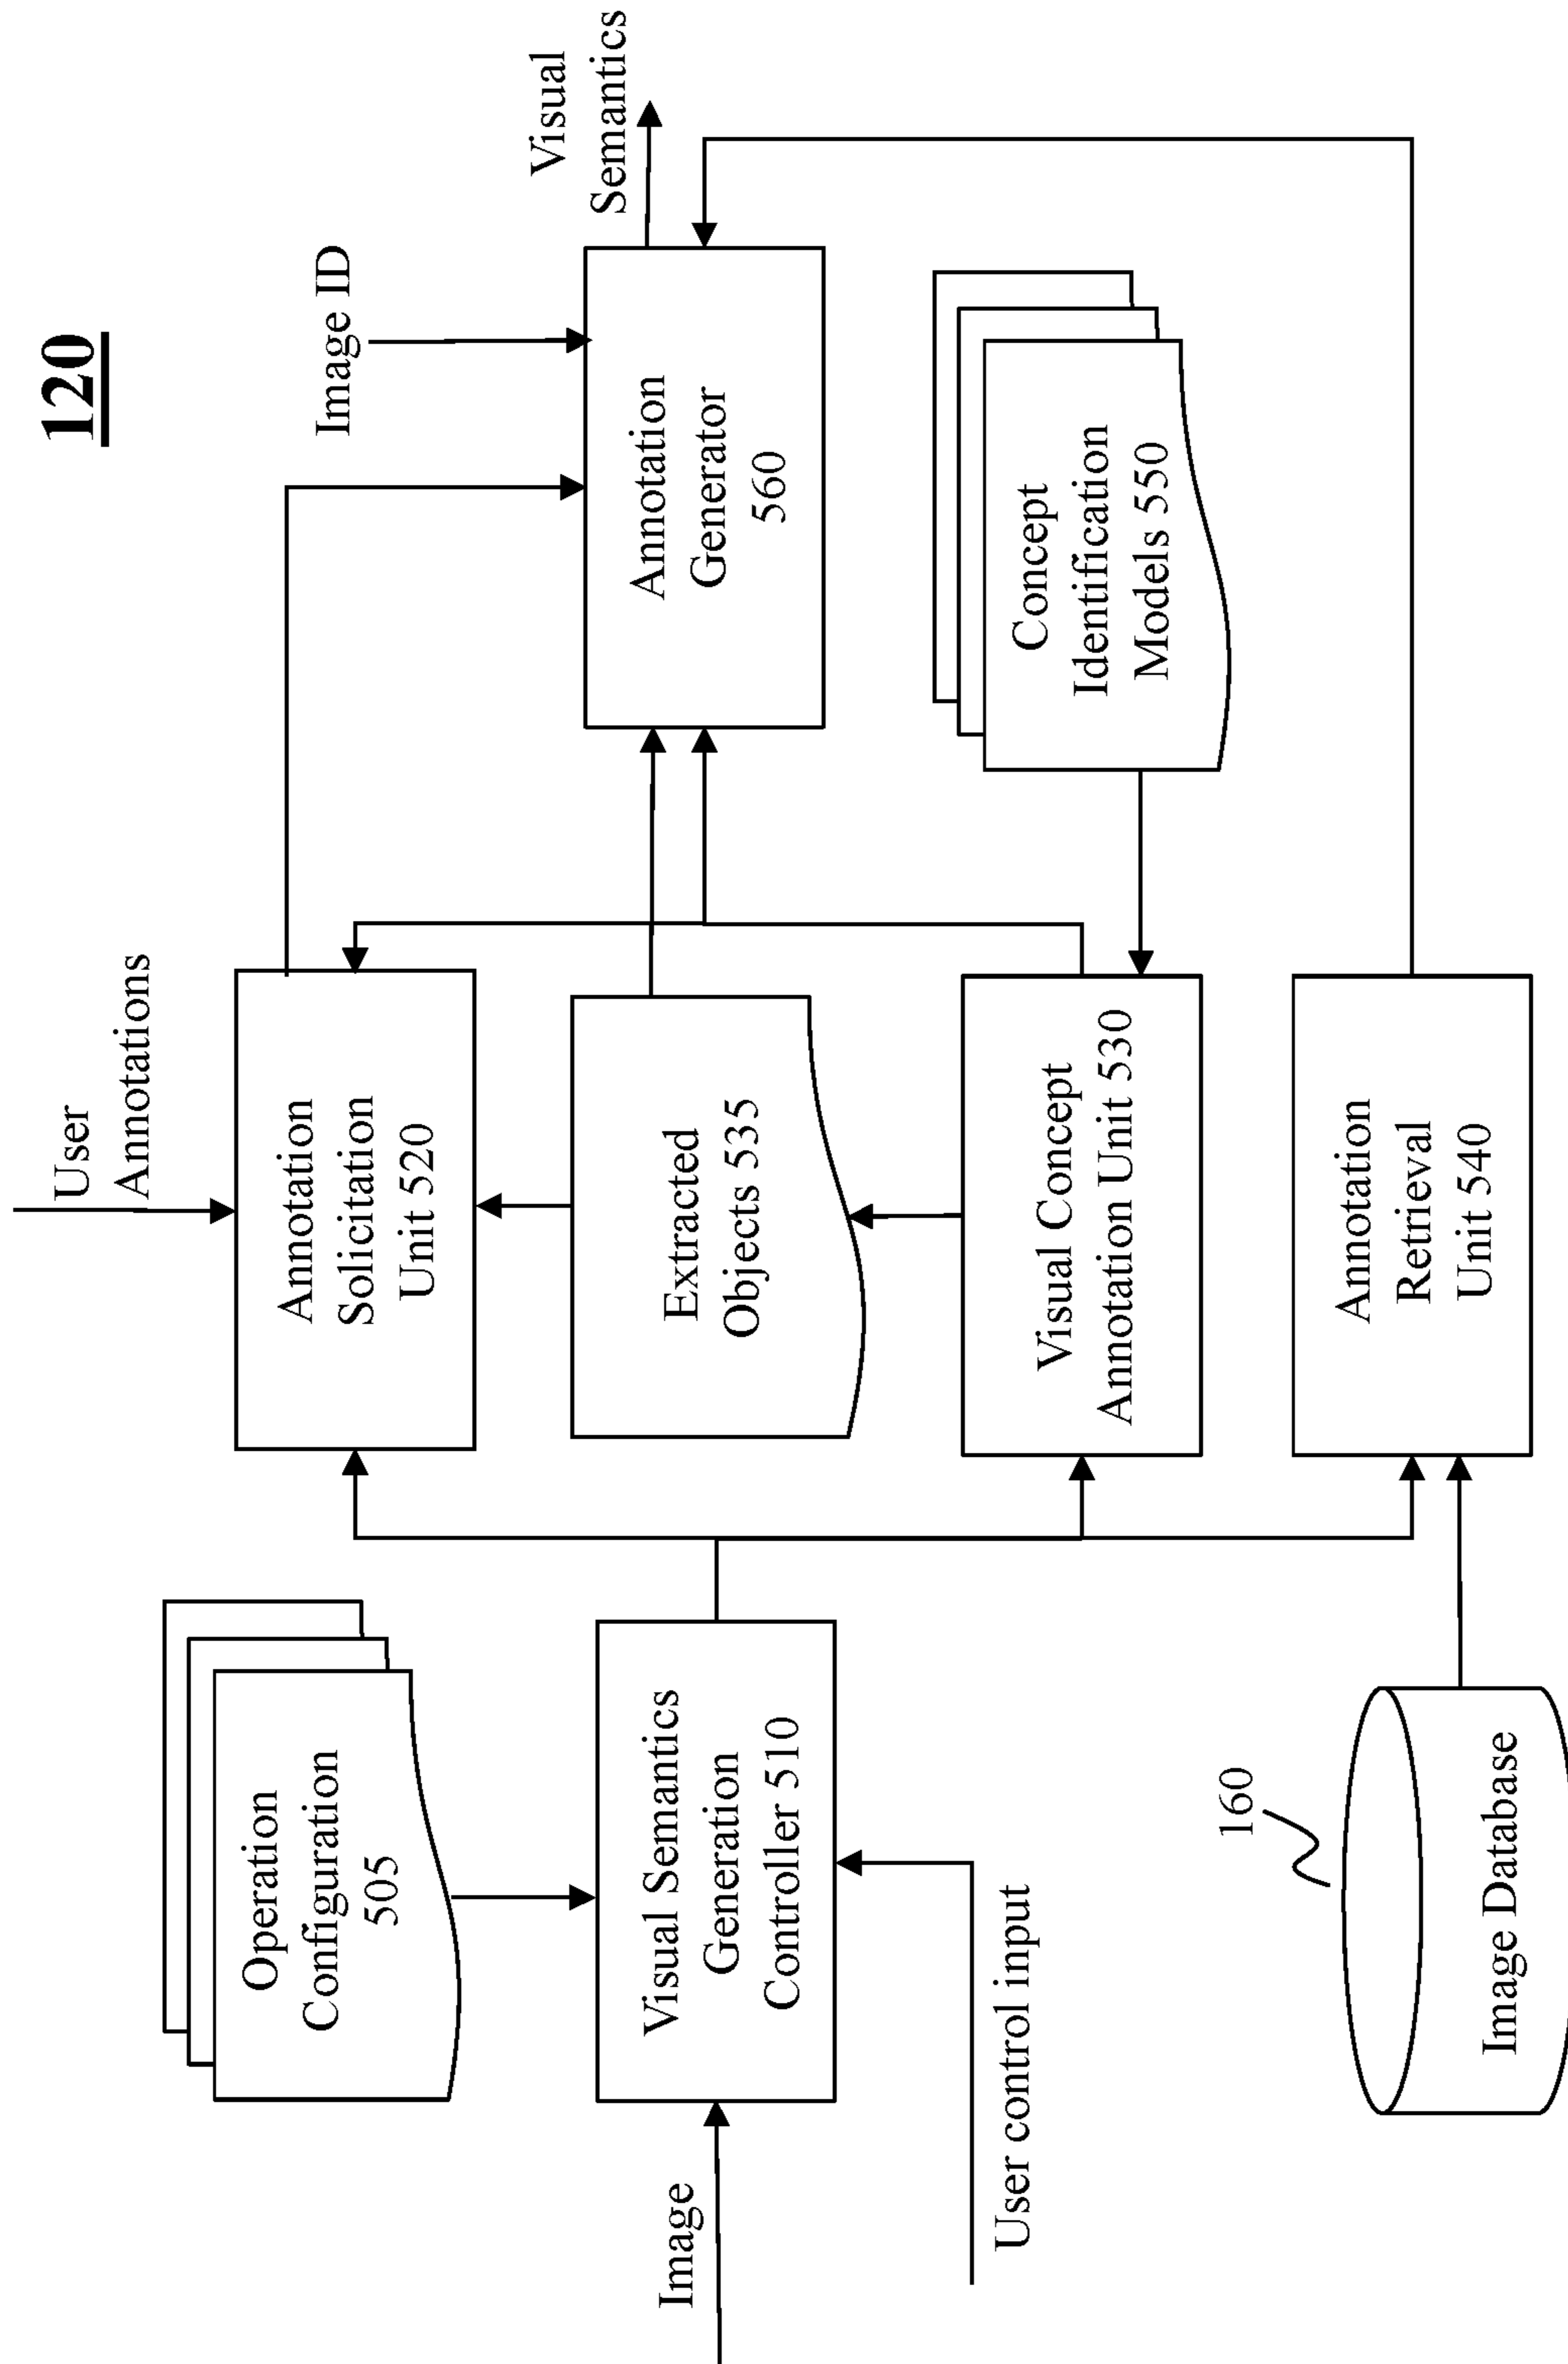 120
User
Annotations
Image ID
Visual
Semantics
Operation
Configuration
505
Annotation
Solicitation
Unit 520
Annotation
Generator
560
Image
Visual Semantics
Generation
Controller 510
Extracted
Objects 535
User control input
Visual Concept
Annotation Unit 530
Concept
Identification
Models 550
160
Image Database
Annotation
Retrieval
Unit 540